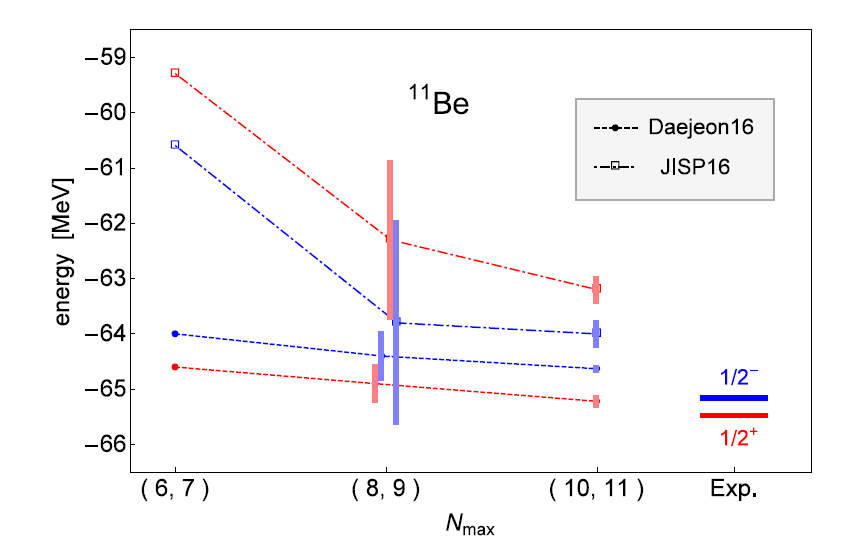 −59
−60
−61
−62
−63
−64
−65
−66
energy [MeV]
¹¹Be
Daejeon16
JISP16
1/2⁻
1/2⁺
( 6, 7 ) ( 8, 9 ) ( 10, 11 ) Exp.
Nmax